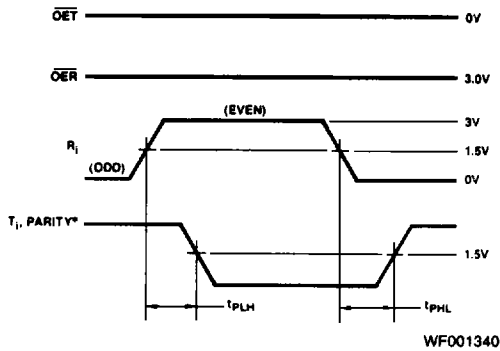 OET 0V
OER 3.0V
(EVEN) 3V
Ri 1.5V
(ODD) 0V
Ti, PARITY*
1.5V
tPLH tPHL
WF001340